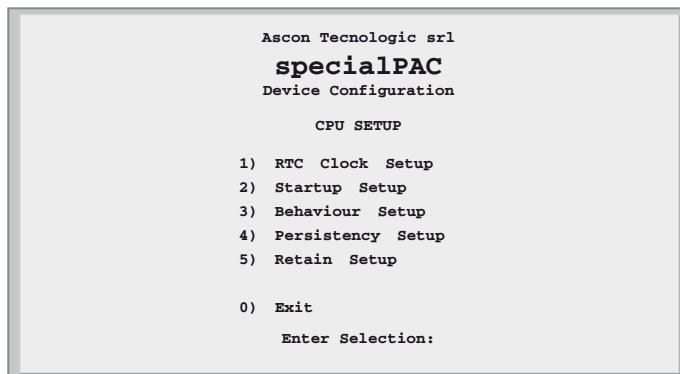 Ascon Tecnologic srl
specialPAC
Device Configuration
CPU SETUP
1) RTC Clock Setup
2) Startup Setup
3) Behaviour Setup
4) Persistency Setup
5) Retain Setup
0) Exit
Enter Selection: